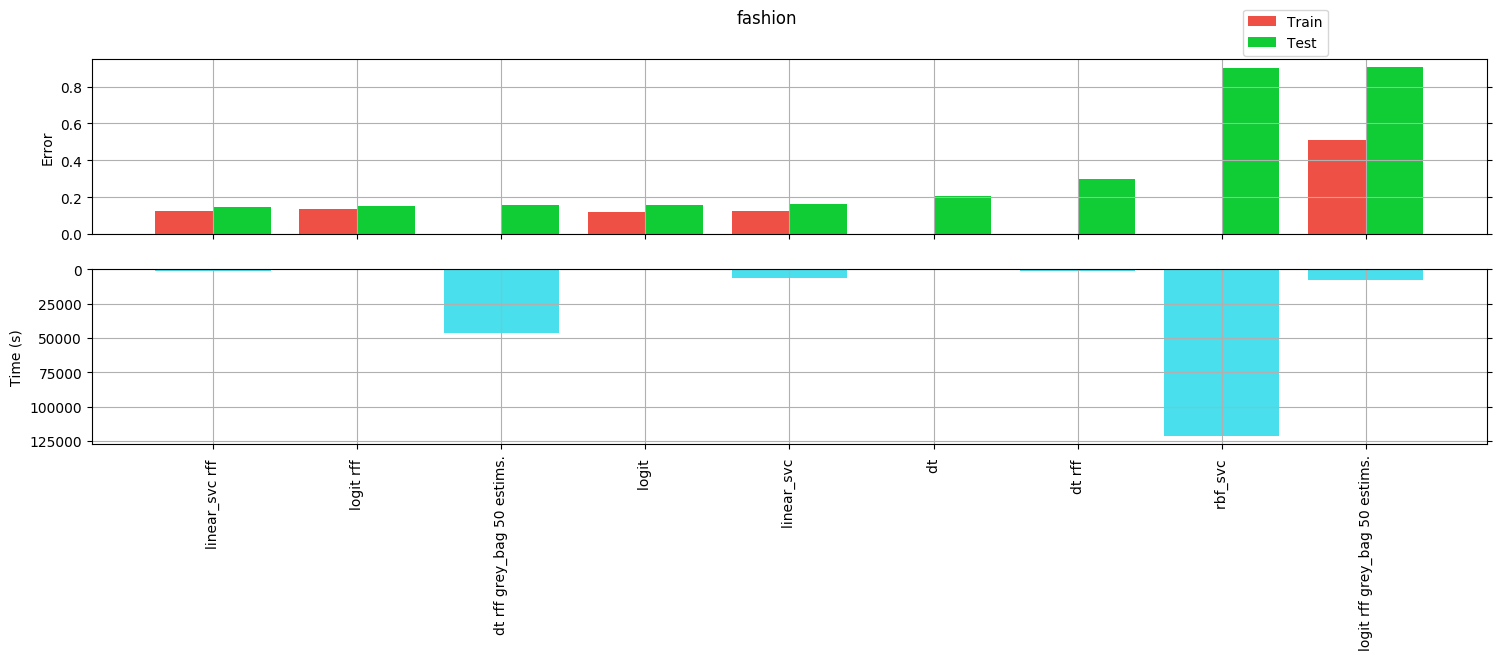 fashion
Train
Test
Error
0.8
0.6
0.4
0.2
0.0
Time (s)
0
25000
50000
75000
100000
125000
linear_svc rff
logit rff
dt rff grey_bag 50 estims.
logit
linear_svc
dt
dt rff
rbf_svc
logit rff grey_bag 50 estims.